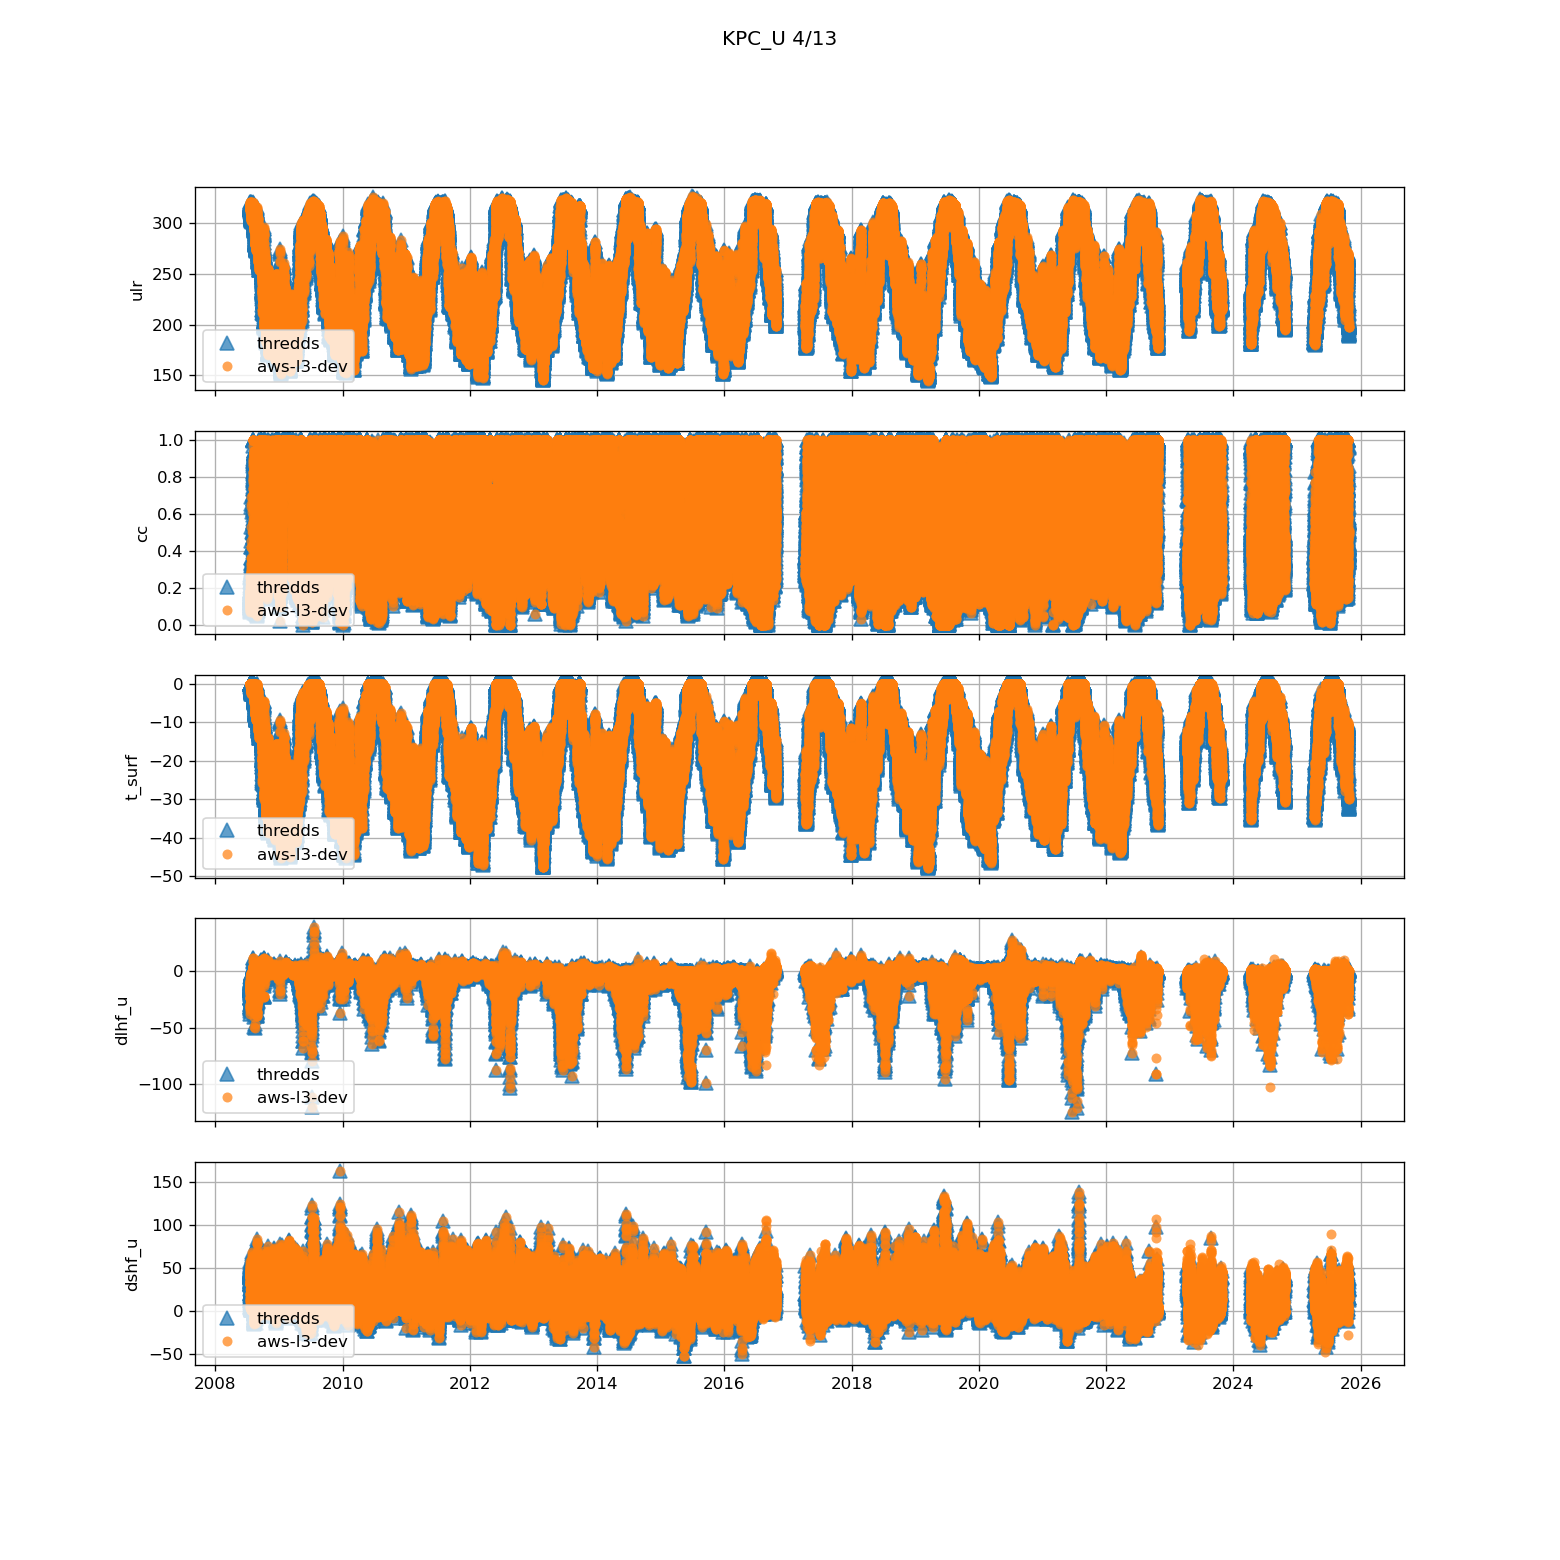 KPC_U 4/13
ulr
300
250
200
150
thredds
aws-l3-dev
cc
1.0
0.8
0.6
0.4
0.2
0.0
thredds
aws-l3-dev
t_surf
0
−10
−20
−30
−40
−50
thredds
aws-l3-dev
dlhf_u
0
−50
−100
thredds
aws-l3-dev
dshf_u
150
100
50
0
−50
thredds
aws-l3-dev
2008 2010 2012 2014 2016 2018 2020 2022 2024 2026